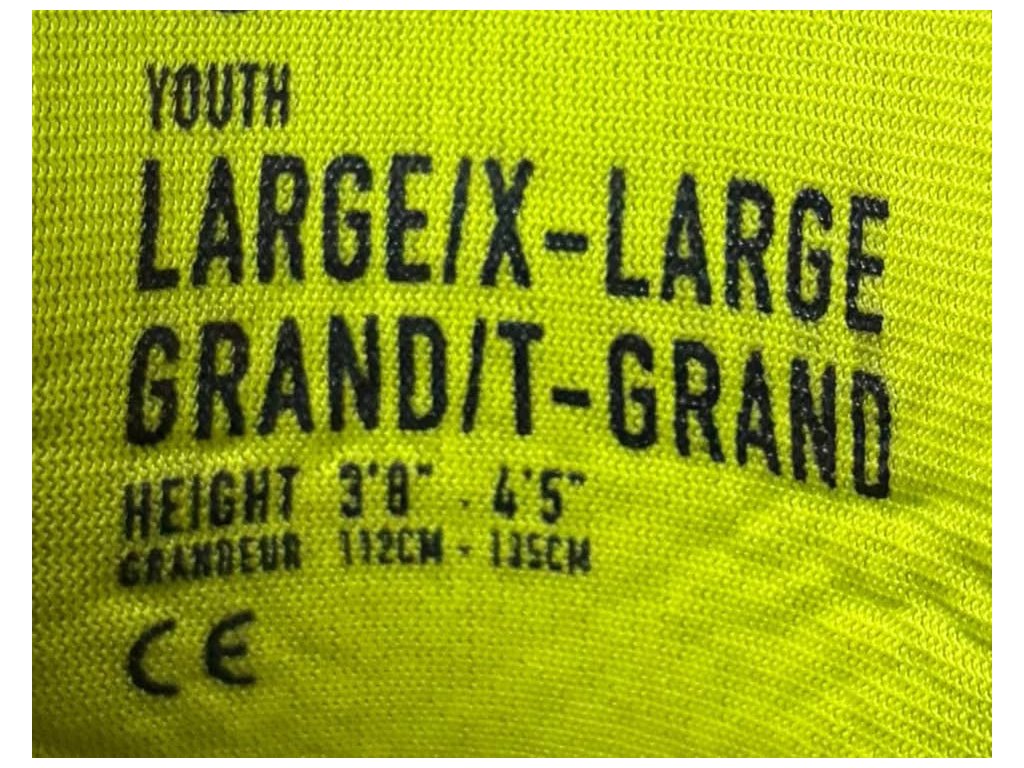 YOUTH
LARGE/X-LARGE
GRAND/T-GRAND
HEIGHT 3'8" - 4'5"
GRANDEUR 112CM - 135CM
CE